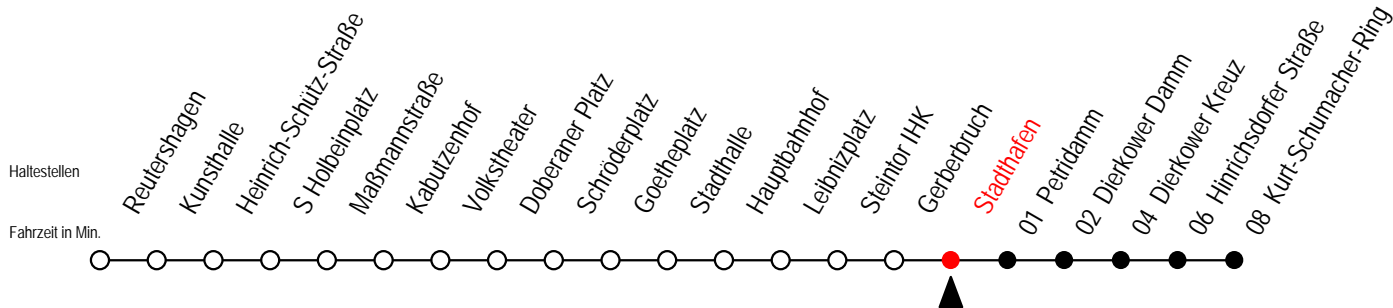 Haltestellen
Reutershagen
Kunsthalle
Heinrich-Schütz-Straße
S Holbeinplatz
Maßmannstraße
Kabutzenhof
Volkstheater
Doberaner Platz
Schröderplatz
Goetheplatz
Stadthalle
Hauptbahnhof
Leibnizplatz
Steintor IHK
Gerberbruch
Stadthafen
01 Petridamm
02 Dierkower Damm
04 Dierkower Kreuz
06 Hinrichsdorfer Straße
08 Kurt-Schumacher-Ring
Fahrzeit in Min.